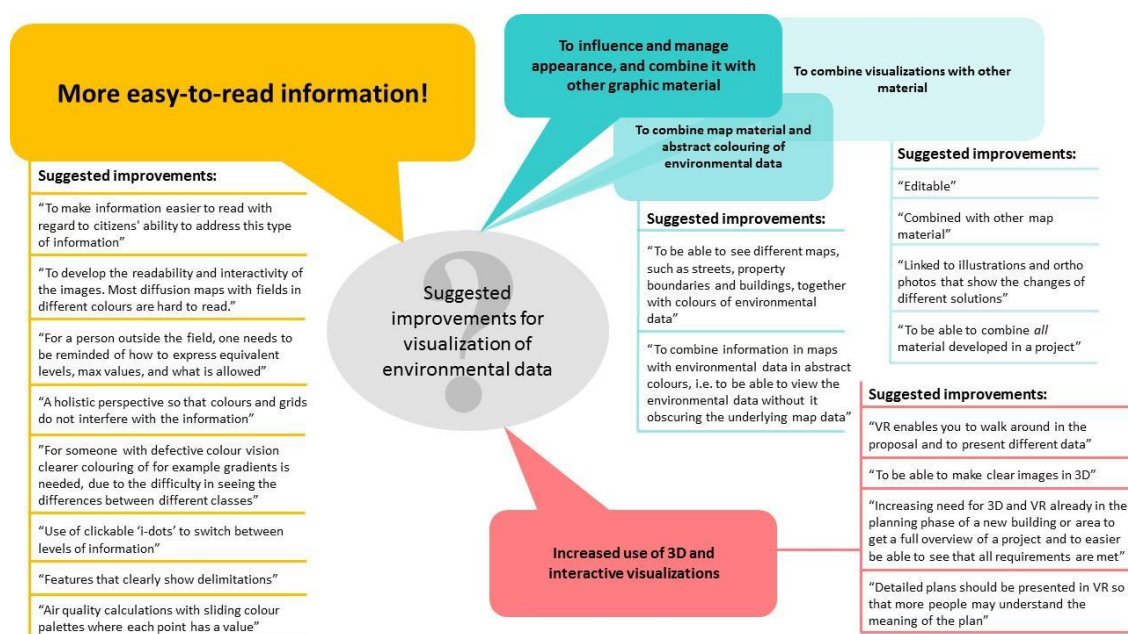 More easy-to-read information!
Suggested improvements:
“To make information easier to read with
regard to citizens' ability to address this type
of information”
“To develop the readability and interactivity of
the images. Most diffusion maps with fields in
different colours are hard to read.”
“For a person outside the field, one needs to
be reminded of how to express equivalent
levels, max values, and what is allowed”
“A holistic perspective so that colours and grids
do not interfere with the information”
”For someone with defective colour vision
clearer colouring of for example gradients is
needed, due to the difficulty in seeing the
differences between different classes”
“Use of clickable ‘i-dots’ to switch between
levels of information”
“Features that clearly show delimitations”
“Air quality calculations with sliding colour
palettes where each point has a value”
To influence and manage
appearance, and combine it with
other graphic material
To combine map material and
abstract colouring of
environmental data
Suggested improvements:
“To be able to see different maps,
such as streets, property
boundaries and buildings, together
with colours of environmental
data”
“To combine information in maps
with environmental data in abstract
colours, i.e. to be able to view the
environmental data without it
obscuring the underlying map data”
To combine visualizations with other
material
Suggested improvements:
“Editable”
“Combined with other map
material”
“Linked to illustrations and ortho
photos that show the changes of
different solutions”
“To be able to combine all
material developed in a project”
?
Suggested
improvements for
visualization of
environmental data
Increased use of 3D and
interactive visualizations
Suggested improvements:
“VR enables you to walk around in the
proposal and to present different data”
“To be able to make clear images in 3D”
“Increasing need for 3D and VR already in the
planning phase of a new building or area to
get a full overview of a project and to easier
be able to see that all requirements are met”
“Detailed plans should be presented in VR so
that more people may understand the
meaning of the plan”